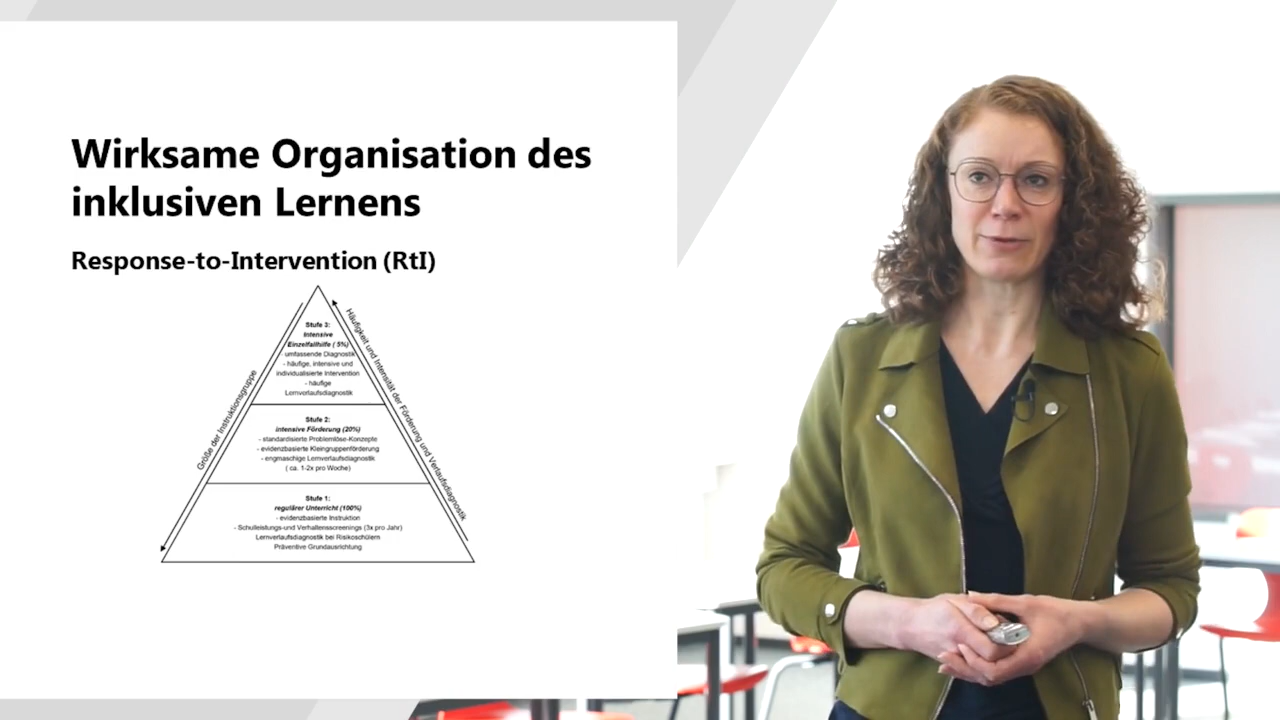 Wirksame Organisation des
inklusiven Lernens
Response-to-Intervention (RtI)
Stufe 3:
Intensive
Einzelfallhilfe ( 5%)
- umfassende Diagnostik
- häufige, intensive und
individualisierte Intervention
- häufige
Lernverlaufsdiagnostik
Stufe 2:
intensive Förderung (20%)
- standardisierte Problemlöse-Konzepte
- evidenzbasierte Kleingruppenförderung
- engmaschige Lernverlaufsdiagnostik
( ca. 1-2x pro Woche)
Stufe 1:
regulärer Unterricht (100%)
- evidenzbasierte Instruktion
- Schulleistungs-und Verhaltensscreenings (3x pro Jahr)
Lernverlaufsdiagnostik bei Risikoschülern
Präventive Grundausrichtung
Größe der Instruktionsgruppe
Häufigkeit und Intensität der Förderung und Verlaufsdiagnostik